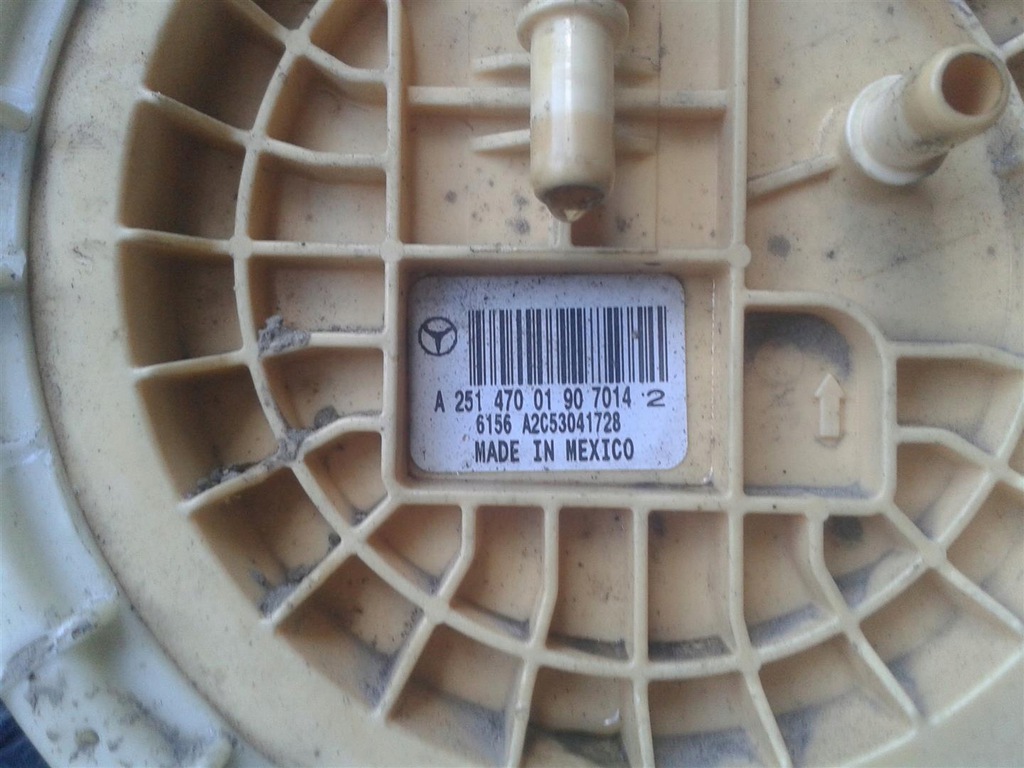 A 251 470 01 90 7014 2
6156 A2C53041728
MADE IN MEXICO